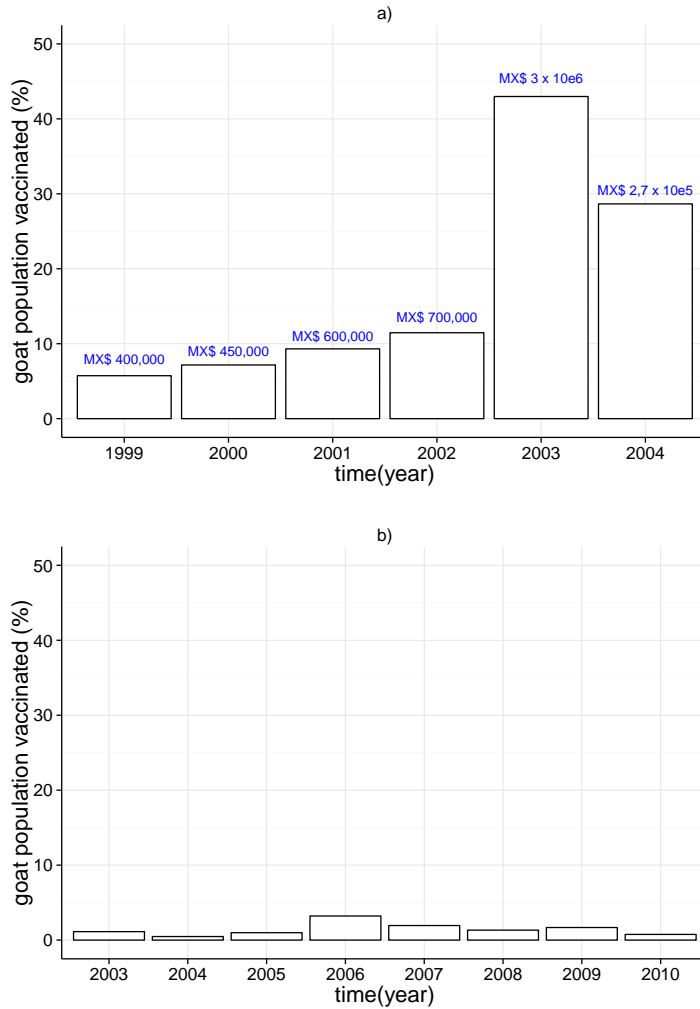 a)
50
40
30
20
10
0
goat population vaccinated (%)
MX$ 400,000
MX$ 450,000
MX$ 600,000
MX$ 700,000
MX$ 3 x 10e6
MX$ 2,7 x 10e5
1999 2000 2001 2002 2003 2004
time(year)
b)
50
40
30
20
10
0
goat population vaccinated (%)
2003 2004 2005 2006 2007 2008 2009 2010
time(year)